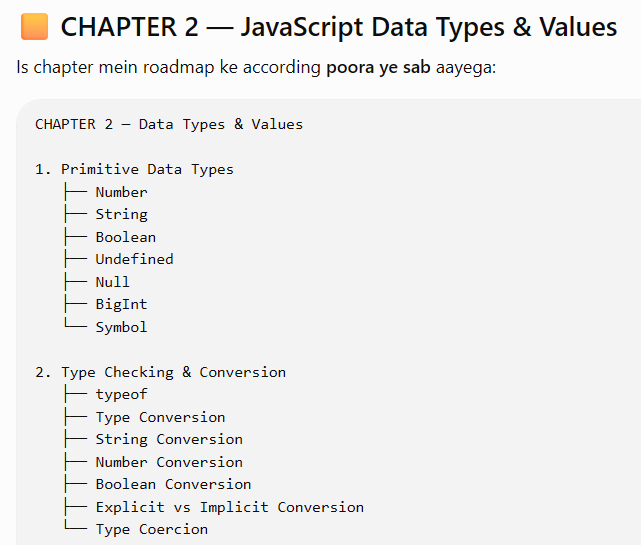 CHAPTER 2 — JavaScript Data Types & Values
Is chapter mein roadmap ke according poora ye sab aayega:
CHAPTER 2 — Data Types & Values
1. Primitive Data Types
├── Number
├── String
├── Boolean
├── Undefined
├── Null
├── BigInt
└── Symbol
2. Type Checking & Conversion
├── typeof
├── Type Conversion
├── String Conversion
├── Number Conversion
├── Boolean Conversion
├── Explicit vs Implicit Conversion
└── Type Coercion